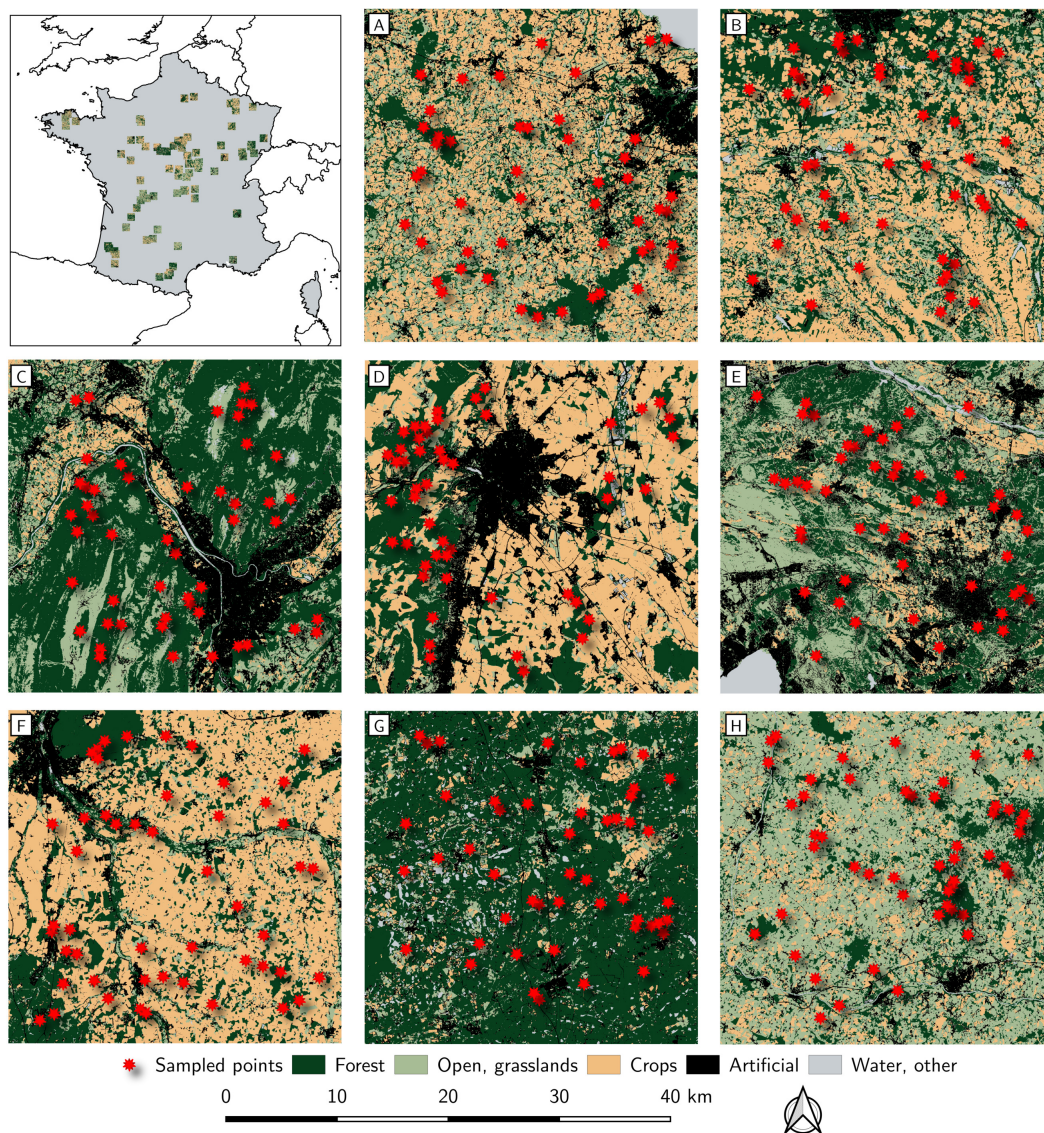 A
B
C
D
E
F
G
H
Sampled points
Forest
Open, grasslands
Crops
Artificial
Water, other
0 10 20 30 40 km